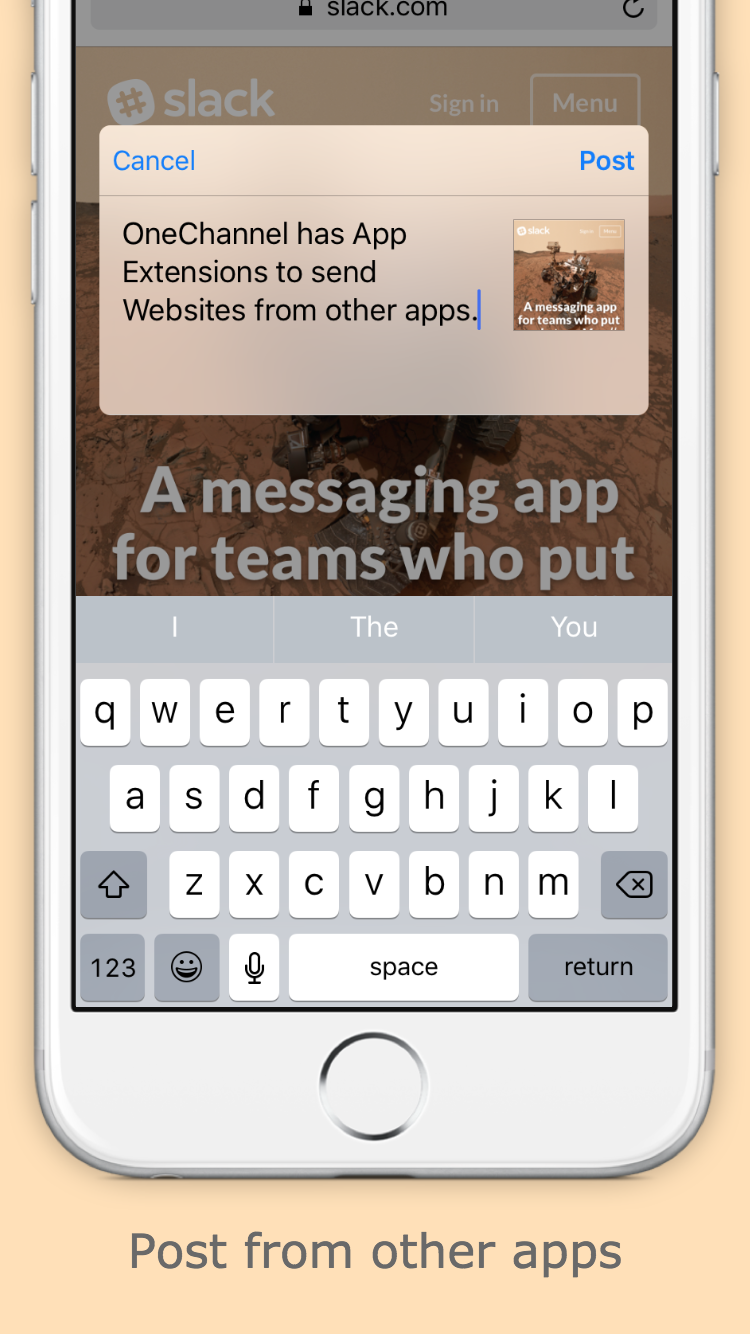 slack.com
slack
Sign in
Menu
Cancel
Post
OneChannel has App
Extensions to send
Websites from other apps.
slack
Menu
A messaging app
for teams who put
A messaging app
for teams who put
I
The
You
q w e r t y u i o p
a s d f g h j k l
z x c v b n m
123
space
return
Post from other apps